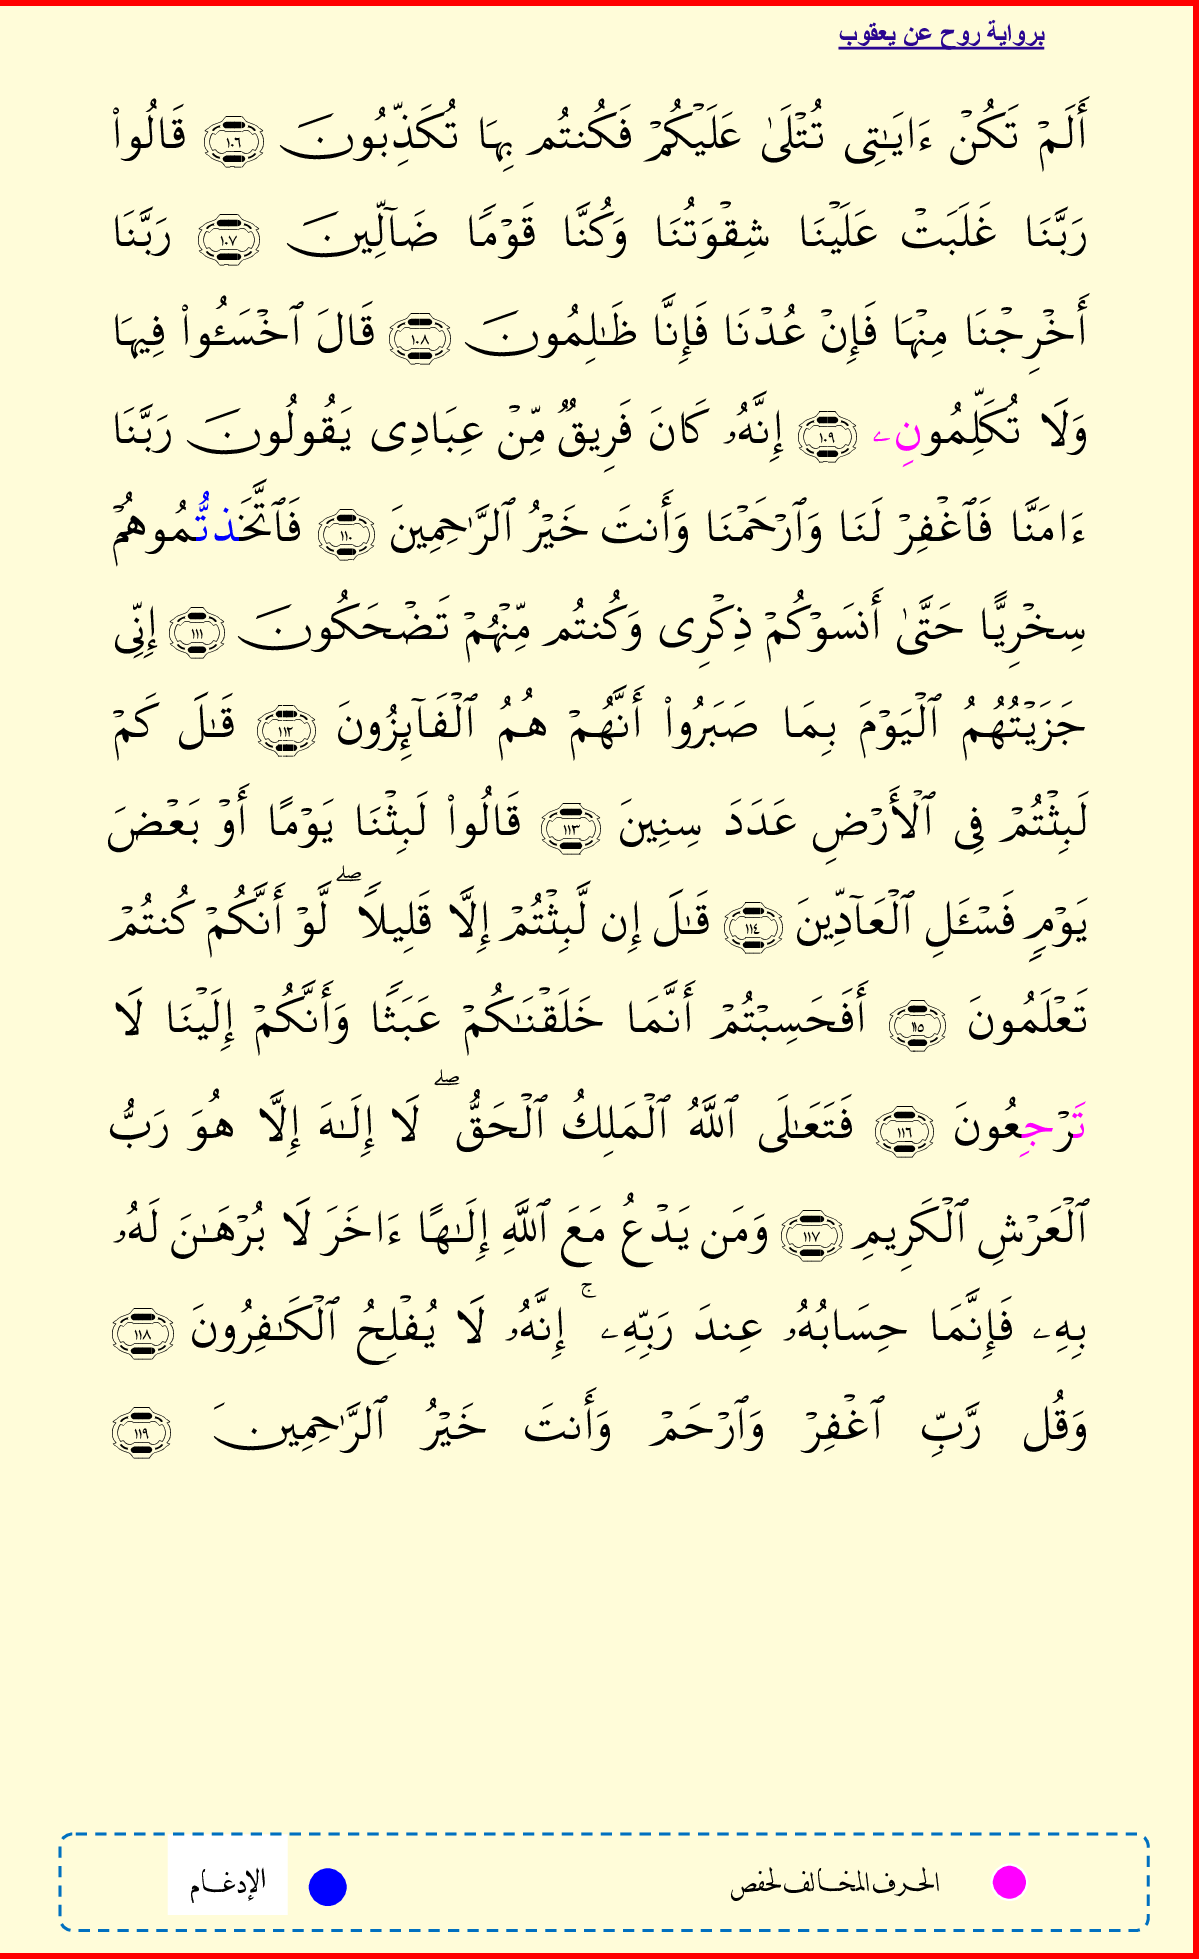 برواية روح عن يعقوب
أَلَمۡ تَكُنۡ ءَايَـٰتِى تُتۡلَىٰ عَلَيۡكُمۡ فَكُنتُم بِهَا تُكَذِّبُونَ ١٠٦ قَالُوا۟
رَبَّنَا غَلَبَتۡ عَلَيۡنَا شِقۡوَتُنَا وَكُنَّا قَوۡمࣰا ضَاۤلِّينَ ١٠٧ رَبَّنَا
أَخۡرِجۡنَا مِنۡهَا فَإِنۡ عُدۡنَا فَإِنَّا ظَـٰلِمُونَ ١٠٨ قَالَ ٱخۡسَـُٔوا۟ فِيهَا
وَلَا تُكَلِّمُونِۦ ١٠٩ إِنَّهُۥ كَانَ فَرِيقࣱ مِّنۡ عِبَادِى يَقُولُونَ رَبَّنَا
ءَامَنَّا فَٱغۡفِرۡ لَنَا وَٱرۡحَمۡنَا وَأَنتَ خَيۡرُ ٱلرَّٰحِمِينَ ١١٠ فَٱتَّخَذتُّمُوهُمۡ
سِخۡرِيًّا حَتَّىٰۤ أَنسَوۡكُمۡ ذِكۡرِى وَكُنتُم مِّنۡهُمۡ تَضۡحَكُونَ ١١١ إِنِّى
جَزَيۡتُهُمُ ٱلۡيَوۡمَ بِمَا صَبَرُوا۟ أَنَّهُمۡ هُمُ ٱلۡفَاۤئِزُونَ ١١٢ قَـٰلَ كَمۡ
لَبِثۡتُمۡ فِى ٱلۡأَرۡضِ عَدَدَ سِنِينَ ١١٣ قَالُوا۟ لَبِثۡنَا يَوۡمًا أَوۡ بَعۡضَ
يَوۡمࣲ فَسۡـَٔلِ ٱلۡعَاۤدِّينَ ١١٤ قَـٰلَ إِن لَّبِثۡتُمۡ إِلَّا قَلِيلࣰاۖ لَّوۡ أَنَّكُمۡ كُنتُمۡ
تَعۡلَمُونَ ١١٥ أَفَحَسِبۡتُمۡ أَنَّمَا خَلَقۡنَـٰكُمۡ عَبَثࣰا وَأَنَّكُمۡ إِلَيۡنَا لَا
تَرۡجِعُونَ ١١٦ فَتَعَـٰلَى ٱللَّهُ ٱلۡمَلِكُ ٱلۡحَقُّۖ لَا إِلَـٰهَ إِلَّا هُوَ رَبُّ
ٱلۡعَرۡشِ ٱلۡكَرِيمِ ١١٧ وَمَن يَدۡعُ مَعَ ٱللَّهِ إِلَـٰهًا ءَاخَرَ لَا بُرۡهَـٰنَ لَهُۥ
بِهِۦ فَإِنَّمَا حِسَابُهُۥ عِندَ رَبِّهِۦۚ إِنَّهُۥ لَا يُفۡلِحُ ٱلۡكَـٰفِرُونَ ١١٨
وَقُل رَّبِّ ٱغۡفِرۡ وَٱرۡحَمۡ وَأَنتَ خَيۡرُ ٱلرَّٰحِمِينَ ١١٩
الحرف المخالف لحفص
الإدغام